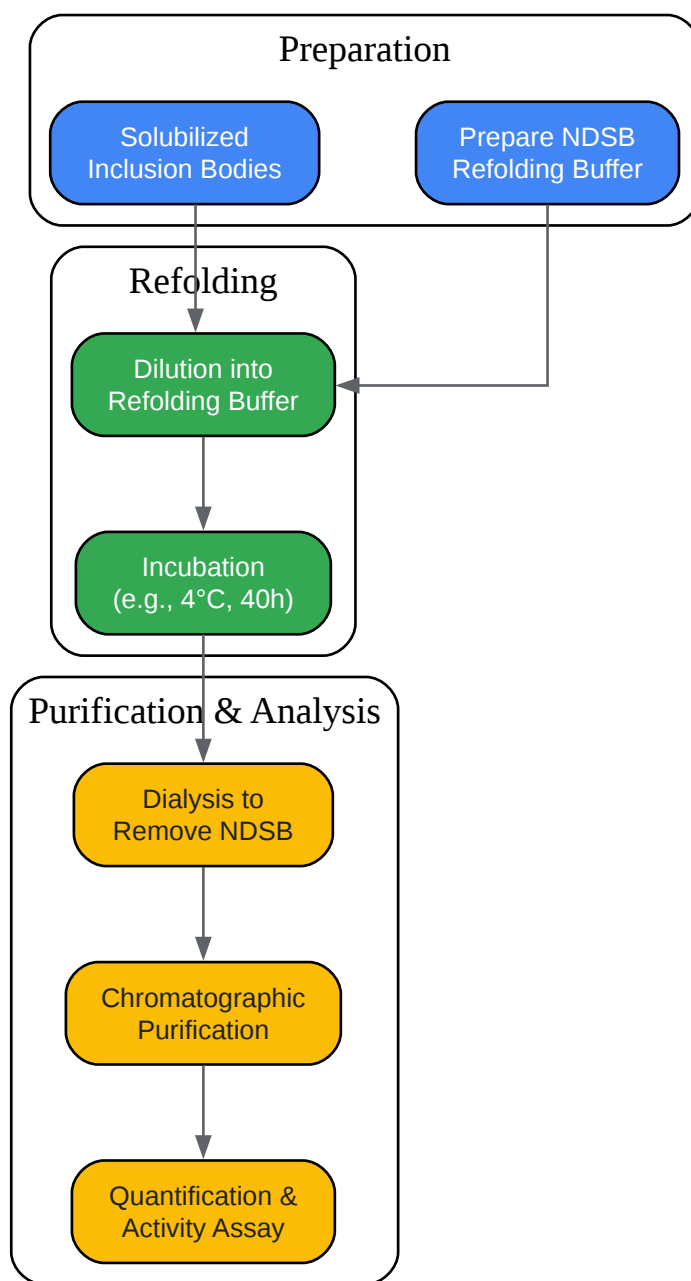 Preparation
Solubilized
Inclusion Bodies
Prepare NDSB
Refolding Buffer
Refolding
Dilution into
Refolding Buffer
Incubation
(e.g., 4°C, 40h)
Purification & Analysis
Dialysis to
Remove NDSB
Chromatographic
Purification
Quantification &
Activity Assay